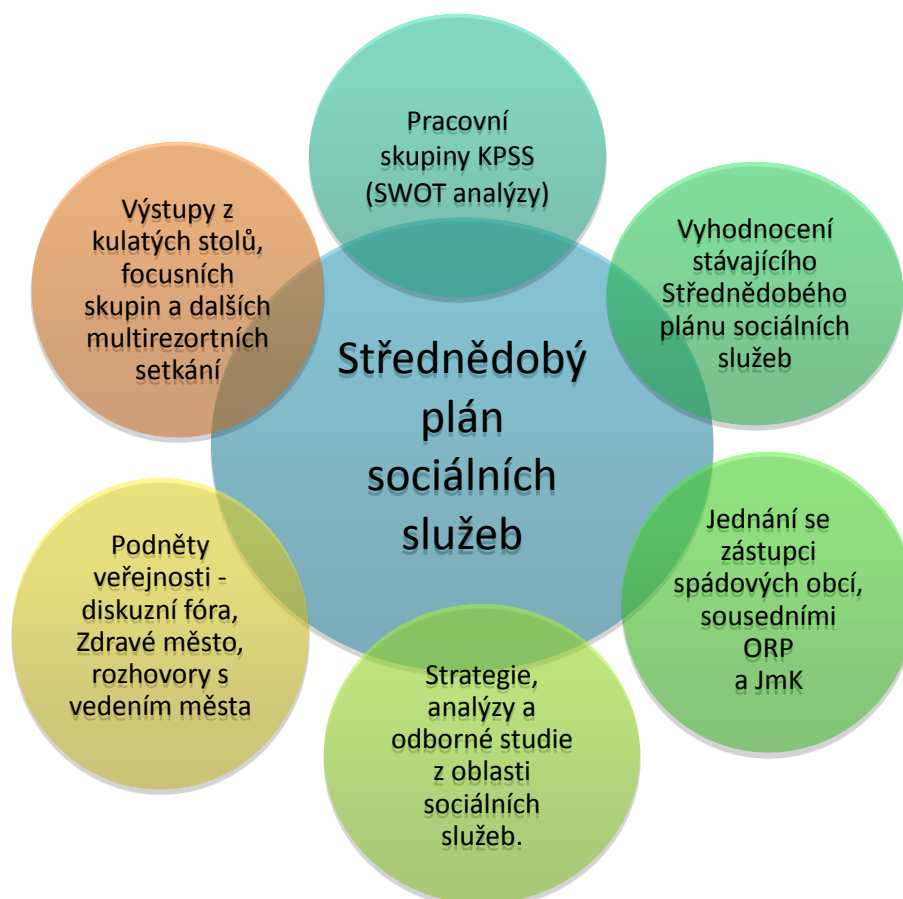 Pracovní
skupiny KPSS
(SWOT analýzy)
Vyhodnocení
stávajícího
Střednědobého
plánu sociálních
služeb
Jednání se
zástupci
spádových obcí,
sousedními
ORP
a JmK
Strategie,
analýzy a
odborné studie
z oblasti
sociálních
služeb.
Podněty
veřejnosti -
diskuzní fóra,
Zdravé město,
rozhovory s
vedením města
Výstupy z
kulatých stolů,
focusních
skupin a dalších
multirezortních
setkání
Střednědobý
plán
sociálních
služeb